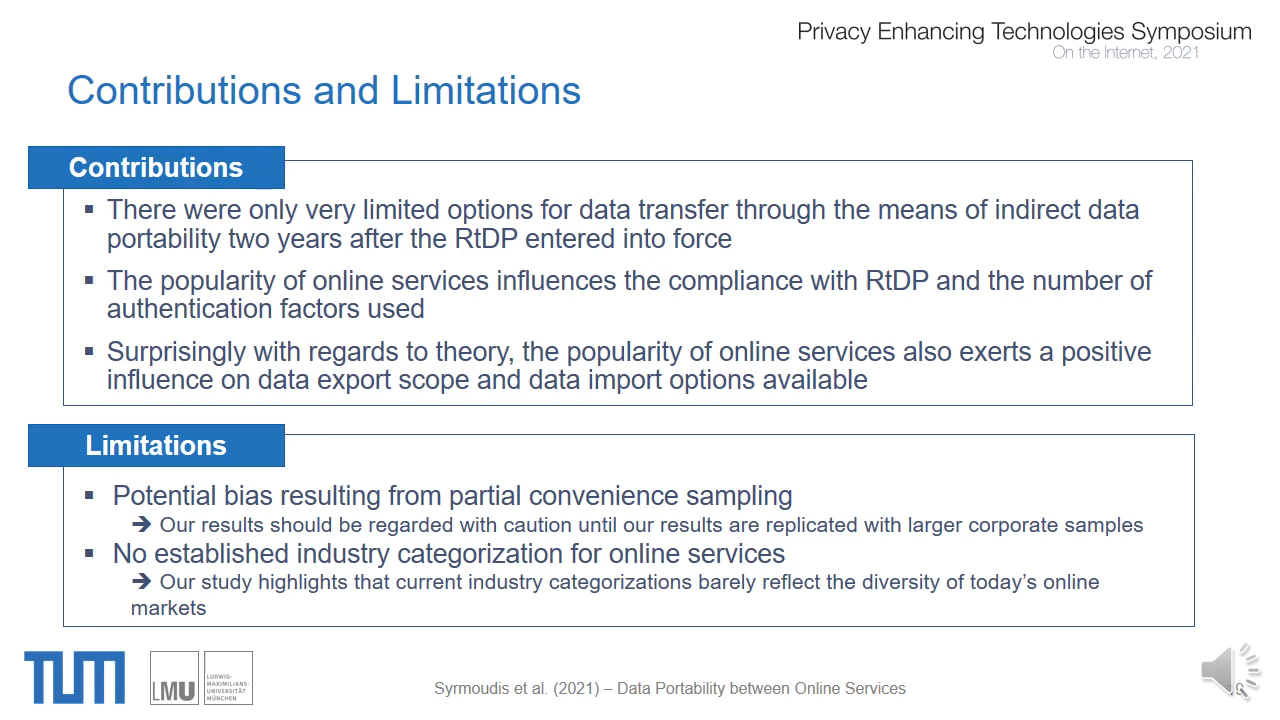 Privacy Enhancing Technologies Symposium
On the Internet, 2021
Contributions and Limitations
Contributions
▪ There were only very limited options for data transfer through the means of indirect data
portability two years after the RtDP entered into force
▪ The popularity of online services influences the compliance with RtDP and the number of
authentication factors used
▪ Surprisingly with regards to theory, the popularity of online services also exerts a positive
influence on data export scope and data import options available
Limitations
▪ Potential bias resulting from partial convenience sampling
➔ Our results should be regarded with caution until our results are replicated with larger corporate samples
▪ No established industry categorization for online services
➔ Our study highlights that current industry categorizations barely reflect the diversity of today’s online
markets
TUM
LMU
LUDWIG-
MAXIMILIANS-
UNIVERSITÄT
MÜNCHEN
Syrmoudis et al. (2021) – Data Portability between Online Services